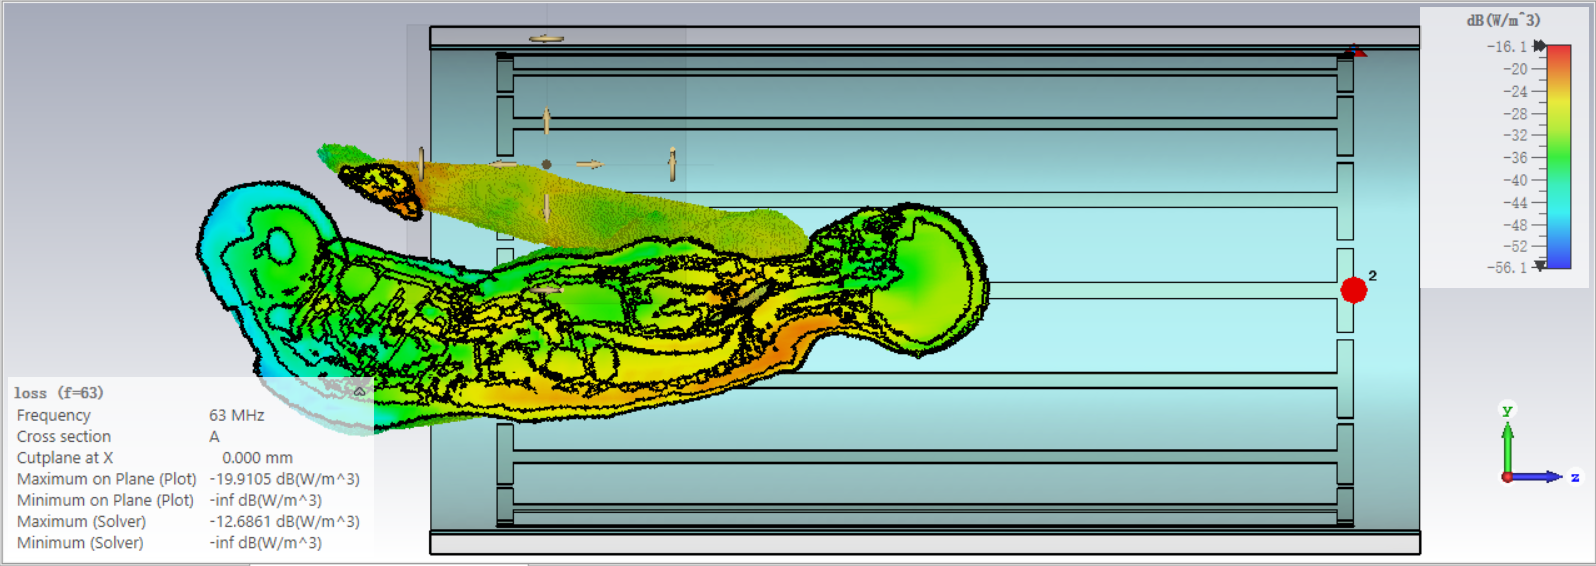 dB(W/m^3)
-16.1
-20
-24
-28
-32
-36
-40
-44
-48
-52
-56.1
2
loss (f=63)
Frequency 63 MHz
Cross section A
Cutplane at X 0.000 mm
Maximum on Plane (Plot) -19.9105 dB(W/m^3)
Minimum on Plane (Plot) -inf dB(W/m^3)
Maximum (Solver) -12.6861 dB(W/m^3)
Minimum (Solver) -inf dB(W/m^3)
y
z